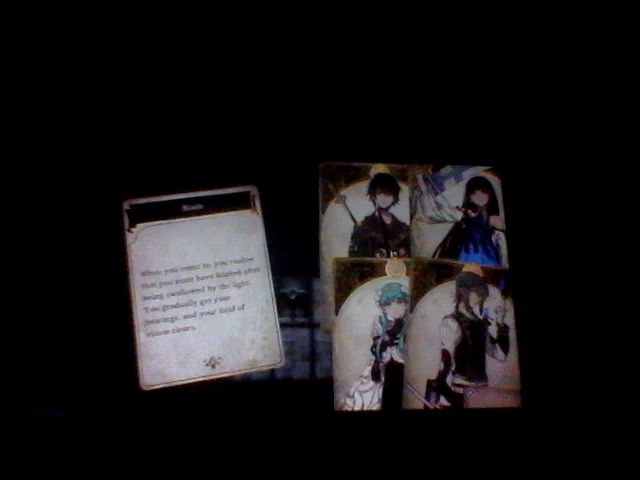 When you come to, you realize
that you must have fainted after
being swallowed by the light.
You gradually get your
bearings, and your field of
vision clears.